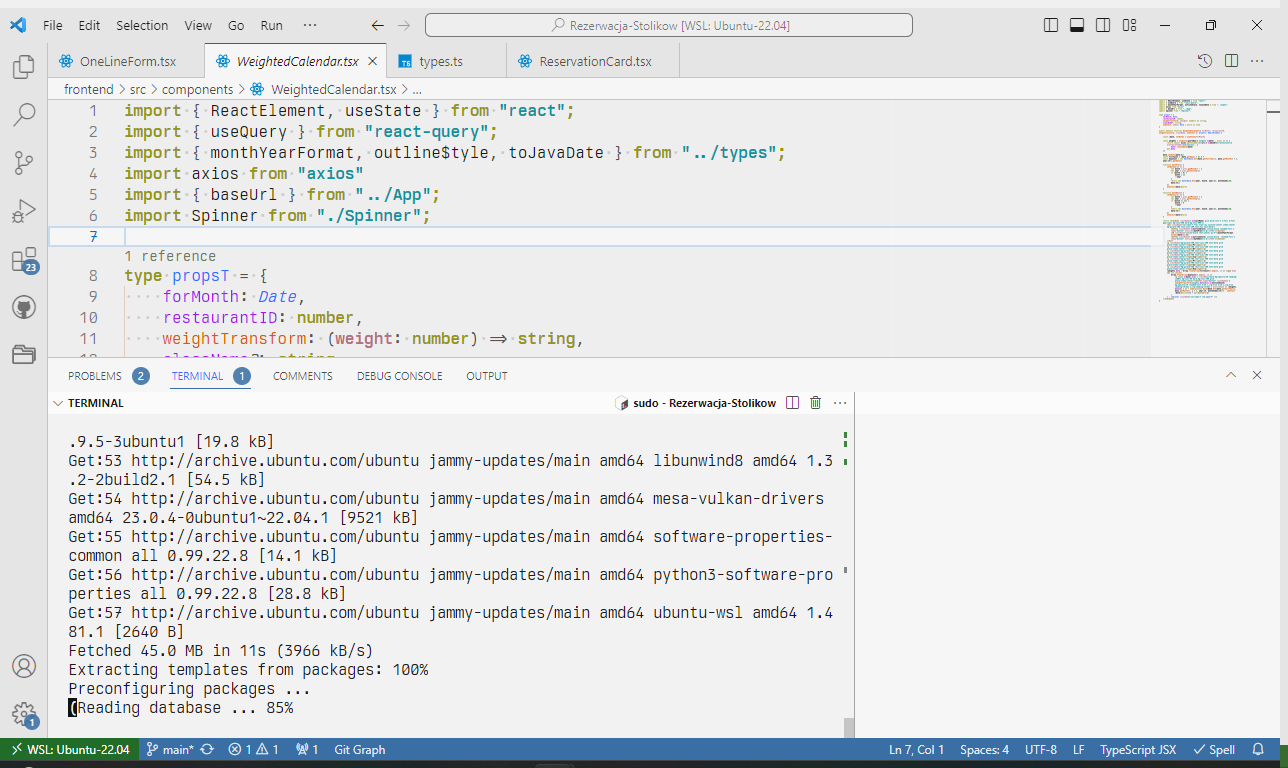 File Edit Selection View Go Run ··· Rezerwacja-Stolikow [WSL: Ubuntu-22.04]
OneLineForm.tsx WeightedCalendar.tsx types.ts ReservationCard.tsx
frontend > src > components > WeightedCalendar.tsx > ...
1 import { ReactElement, useState } from "react";
2 import { useQuery } from "react-query";
3 import { monthYearFormat, outline$tyle, toJavaDate } from "../types";
4 import axios from "axios"
5 import { baseUrl } from "../App";
6 import Spinner from "./Spinner";
7
1 reference
8 type propsT = {
9 forMonth: Date,
10 restaurantID: number,
11 weightTransform: (weight: number) => string,
12 className?: string
23
PROBLEMS 2 TERMINAL 1 COMMENTS DEBUG CONSOLE OUTPUT
TERMINAL sudo - Rezerwacja-Stolikow
.9.5-3ubuntu1 [19.8 kB]
Get:53 http://archive.ubuntu.com/ubuntu jammy-updates/main amd64 libunwind8 amd64 1.3
.2-2build2.1 [54.5 kB]
Get:54 http://archive.ubuntu.com/ubuntu jammy-updates/main amd64 mesa-vulkan-drivers
amd64 23.0.4-0ubuntu1~22.04.1 [9521 kB]
Get:55 http://archive.ubuntu.com/ubuntu jammy-updates/main amd64 software-properties-
common all 0.99.22.8 [14.1 kB]
Get:56 http://archive.ubuntu.com/ubuntu jammy-updates/main amd64 python3-software-pro
perties all 0.99.22.8 [28.8 kB]
Get:57 http://archive.ubuntu.com/ubuntu jammy-updates/main amd64 ubuntu-wsl amd64 1.4
81.1 [2640 B]
Fetched 45.0 MB in 11s (3966 kB/s)
Extracting templates from packages: 100%
Preconfiguring packages ...
(Reading database ... 85%
1
WSL: Ubuntu-22.04 main* 1 1 1 Git Graph Ln 7, Col 1 Spaces: 4 UTF-8 LF TypeScript JSX Spell